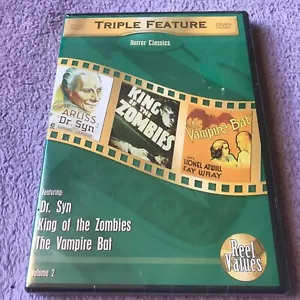 TRIPLE FEATURE
DVD
Horror Classics
ARLISS
Dr. Syn
KING
OF THE
ZOMBIES
The
Vampire Bat
LIONEL ATWILL
FAY WRAY
Featuring:
Dr. Syn
King of the Zombies
The Vampire Bat
Volume 2
Reel
Values